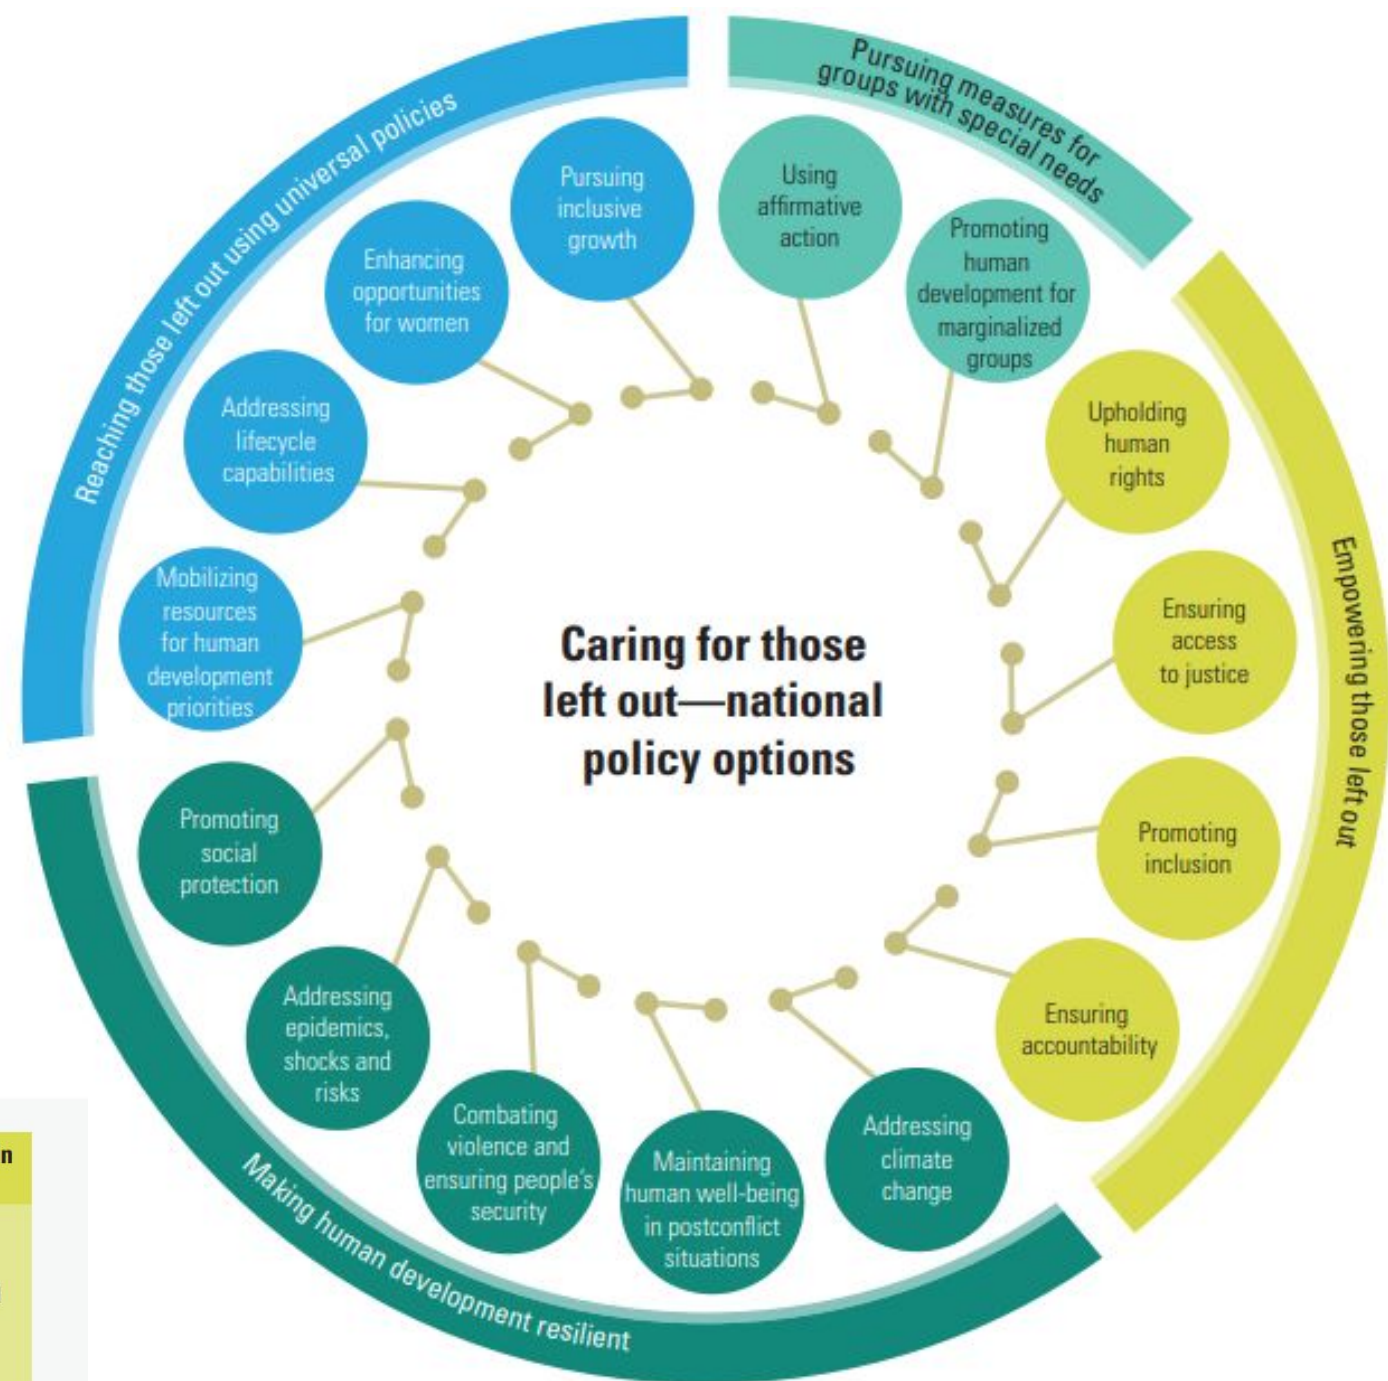 Caring for those
left out—national
policy options
Reaching those left out using universal policies
Pursuing
inclusive
growth
Enhancing
opportunities
for women
Addressing
lifecycle
capabilities
Mobilizing
resources
for human
development
priorities
Pursuing measures for
groups with special needs
Using
affirmative
action
Promoting
human
development for
marginalized
groups
Empowering those left out
Upholding
human
rights
Ensuring
access
to justice
Promoting
inclusion
Ensuring
accountability
Making human development resilient
Promoting
social
protection
Addressing
epidemics,
shocks and
risks
Combating
violence and
ensuring people's
security
Maintaining
human well-being
in postconflict
situations
Addressing
climate
change